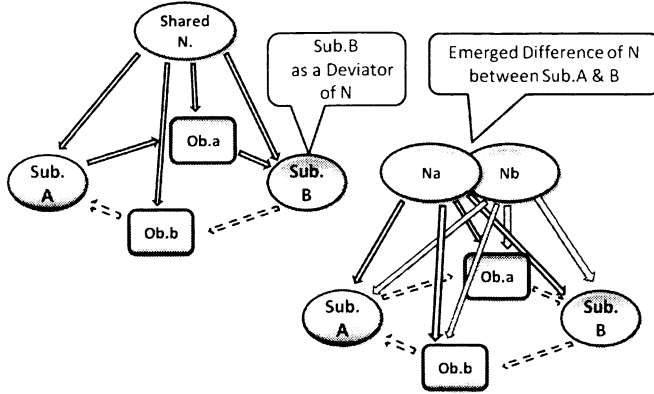 Shared
N.
Sub.B
as a Deviator
of N
Ob.a
Sub.
A
Sub.
B
Ob.b
Emerged Difference of N
between Sub.A & B
Na
Nb
Ob.a
Sub.
A
Sub.
B
Ob.b